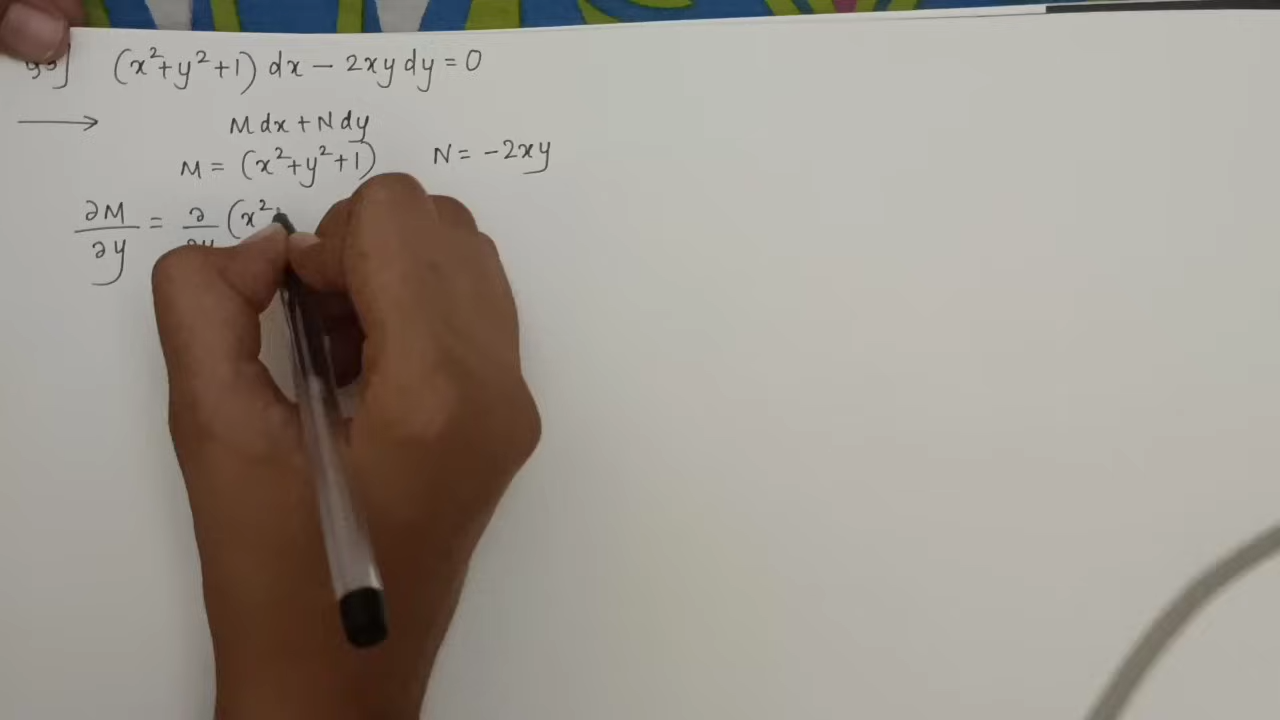 (x²+y²+1) dx − 2xy dy = 0
M dx + N dy
M = (x²+y²+1) N = −2xy
∂M/∂y = ∂/∂y (x²